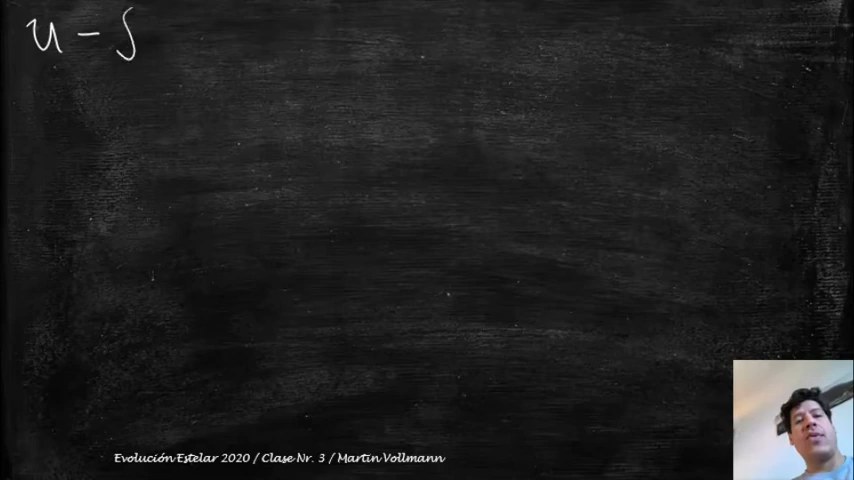 u - S
Evolución Estelar 2020 / Clase Nr. 3 / Martin Vollmann